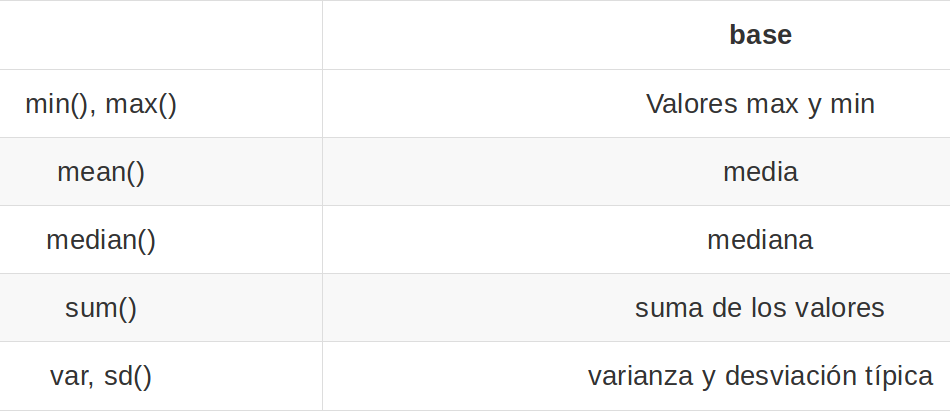 base
min(), max() Valores max y min
mean() media
median() mediana
sum() suma de los valores
var, sd() varianza y desviación típica